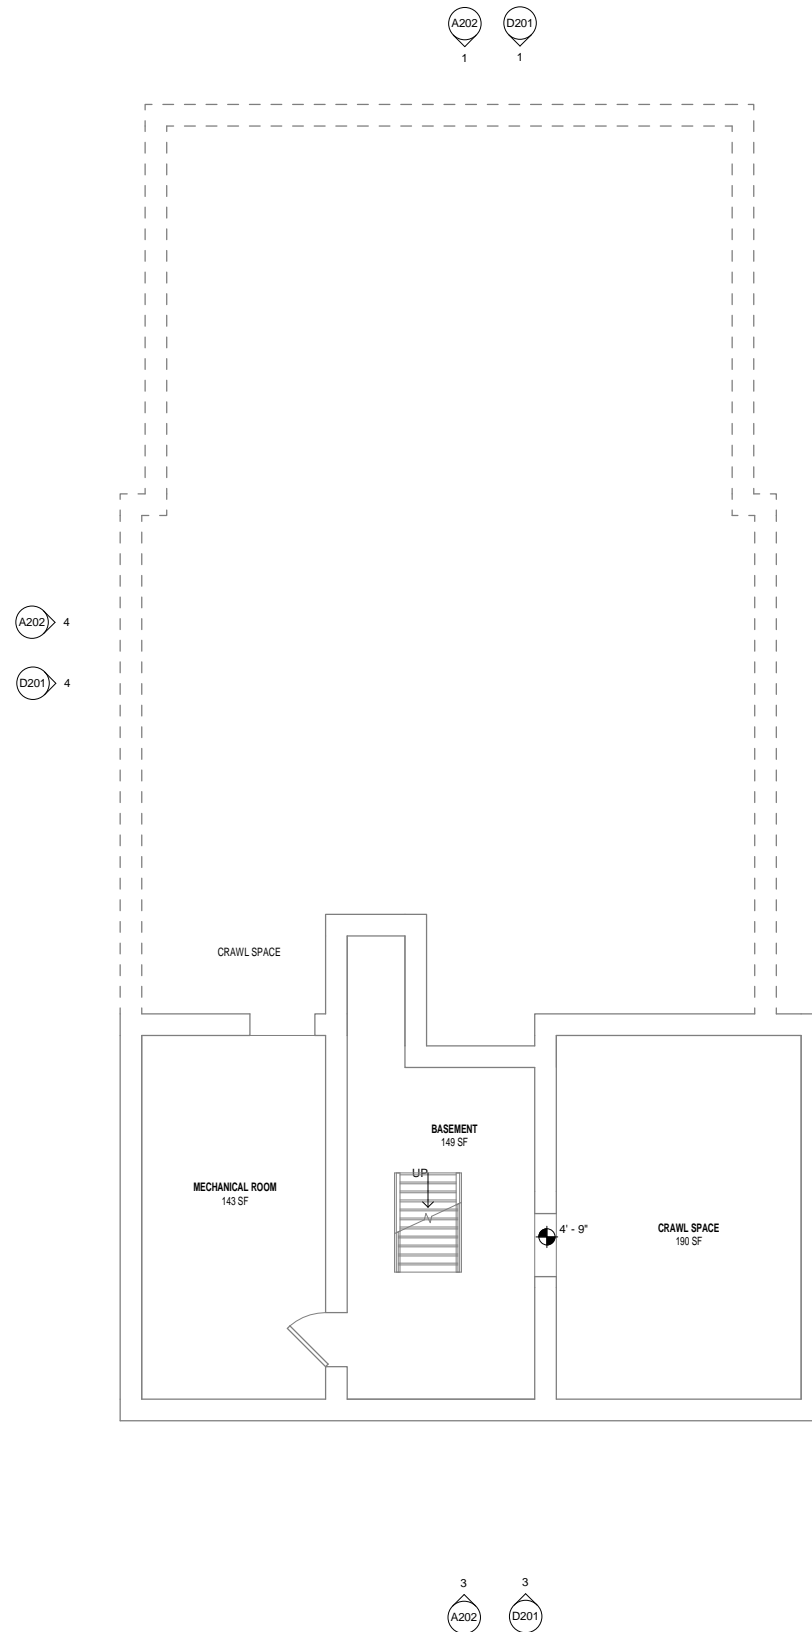 A202 D201
1 1
A202 4
D201 4
CRAWL SPACE
BASEMENT
149 SF
UP
MECHANICAL ROOM
143 SF
4' - 9"
CRAWL SPACE
190 SF
3 3
A202 D201